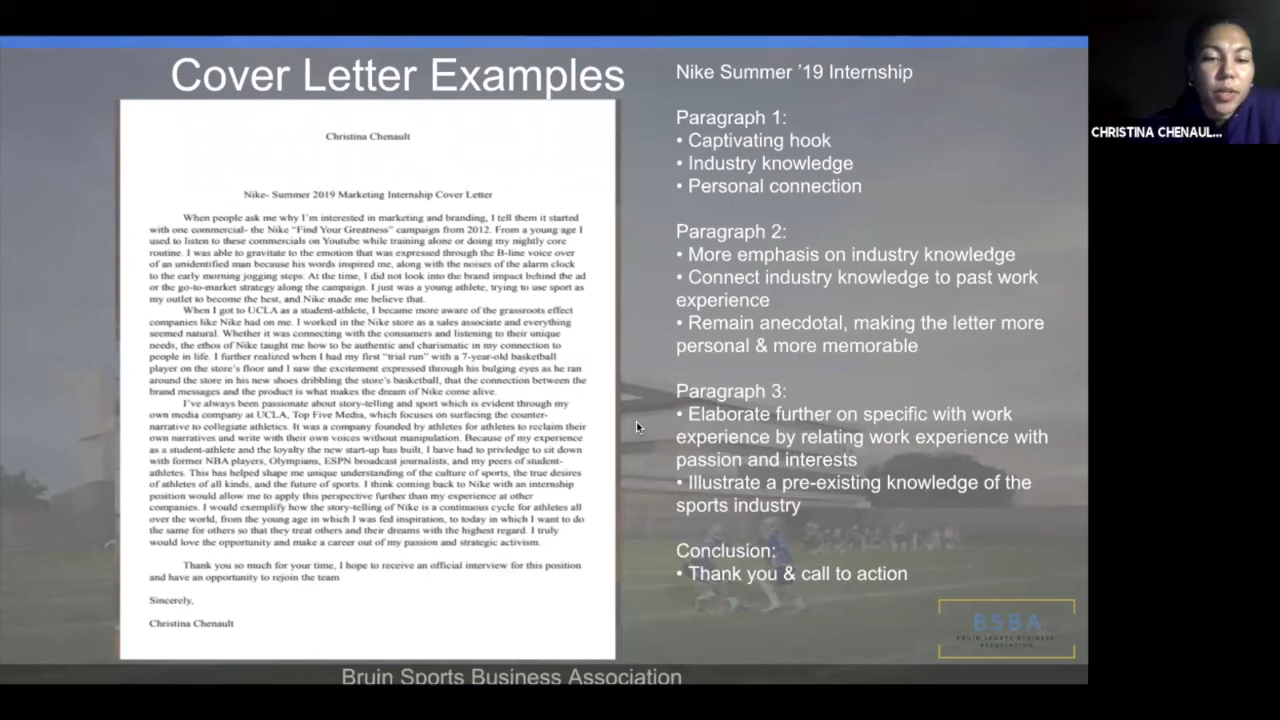 Cover Letter Examples
Christina Chenault
Nike- Summer 2019 Marketing Internship Cover Letter
When people ask me why I'm interested in marketing and branding, I tell them it started
with one commercial- the Nike "Find Your Greatness" campaign from 2012. From a young age I
used to listen to these commercials on Youtube while training alone or doing my nightly core
routine. I was able to gravitate to the emotion that was expressed through the B-line voice over
of an unidentified man because his words inspired me, along with the noises of the alarm clock
to the early morning jogging steps. At the time, I did not look into the brand impact behind the ad
or the go-to-market strategy along the campaign. I just was a young athlete, trying to use sport as
my outlet to become the best, and Nike made me believe that.
When I got to UCLA as a student-athlete, I became more aware of the grassroots effect
companies like Nike had on me. I worked in the Nike store as a sales associate and everything
seemed natural. Whether it was connecting with the consumers and listening to their unique
needs, the ethos of Nike taught me how to be authentic and charismatic in my connection to
people in life. I further realized when I had my first "trial run" with a 7-year-old basketball
player on the store's floor and I saw the excitement expressed through his bulging eyes as he ran
around the store in his new shoes dribbling the store's basketball, that the connection between the
brand messages and the product is what makes the dream of Nike come alive.
I've always been passionate about story-telling and sport which is evident through my
own media company at UCLA, Top Five Media, which focuses on surfacing the counter-
narrative to collegiate athletics. It was a company founded by athletes for athletes to reclaim their
own narratives and write with their own voices without manipulation. Because of my experience
as a student-athlete and the loyalty the new start-up has built, I have had to priviledge to sit down
with former NBA players, Olympians, ESPN broadcast journalists, and my peers of student-
athletes. This has helped shape me unique understanding of the culture of sports, the true desires
of athletes of all kinds, and the future of sports. I think coming back to Nike with an internship
position would allow me to apply this perspective further than my experience at other
companies. I would exemplify how the story-telling of Nike is a continuous cycle for athletes all
over the world, from the young age in which I was fed inspiration, to today in which I want to do
the same for others so that they treat others and their dreams with the highest regard. I truly
would love the opportunity and make a career out of my passion and strategic activism.
Thank you so much for your time, I hope to receive an official interview for this position
and have an opportunity to rejoin the team.
Sincerely,
Christina Chenault
Nike Summer '19 Internship
Paragraph 1:
• Captivating hook
• Industry knowledge
• Personal connection
Paragraph 2:
• More emphasis on industry knowledge
• Connect industry knowledge to past work
experience
• Remain anecdotal, making the letter more
personal & more memorable
Paragraph 3:
• Elaborate further on specific with work
experience by relating work experience with
passion and interests
• Illustrate a pre-existing knowledge of the
sports industry
Conclusion:
• Thank you & call to action
BSBA
BRUIN SPORTS BUSINESS
ASSOCIATION
Bruin Sports Business Association
CHRISTINA CHENAUL...